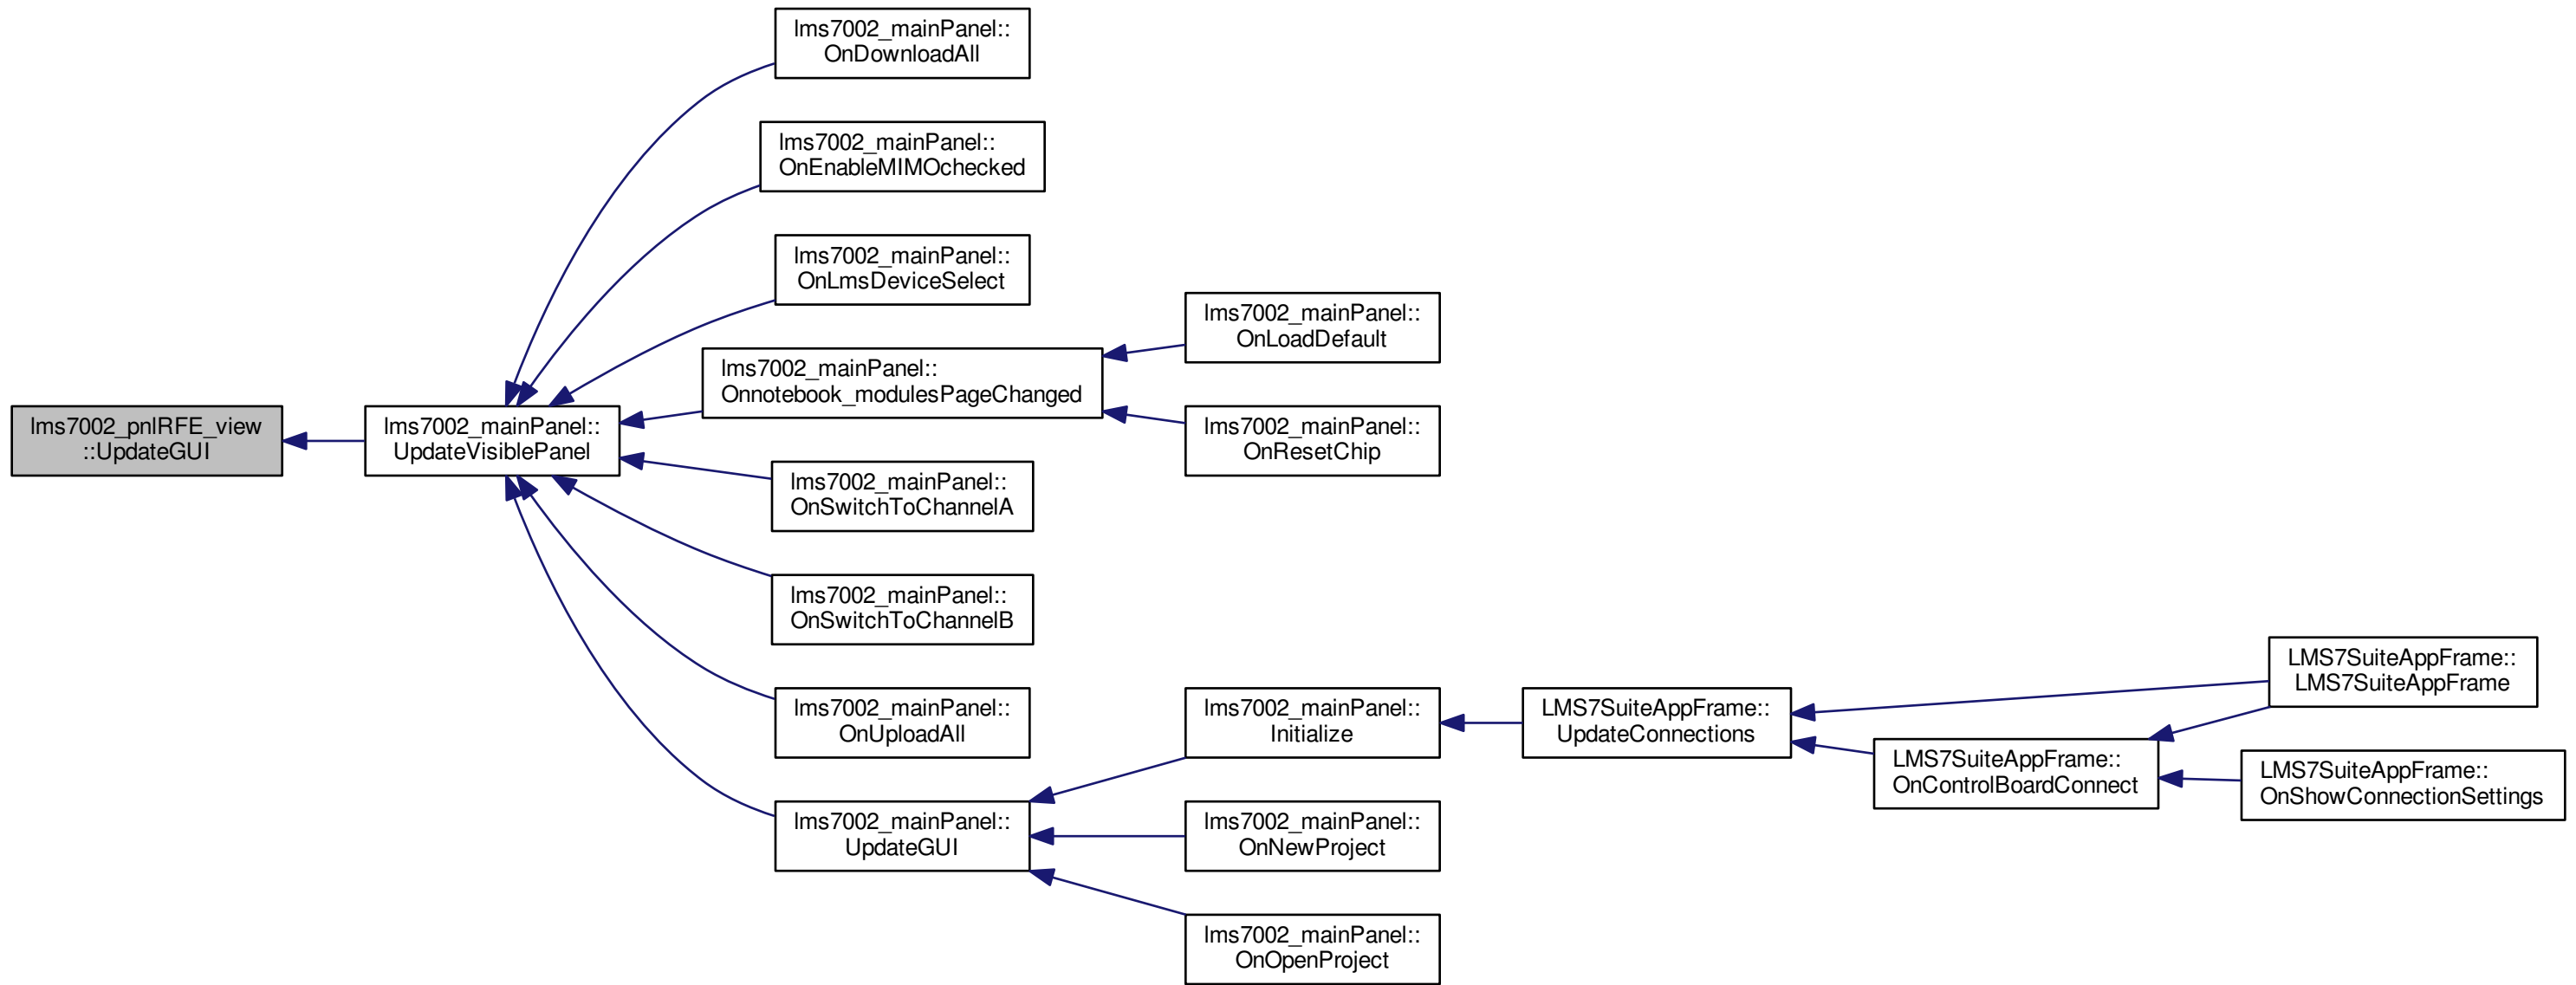 lms7002_mainPanel::
OnDownloadAll
lms7002_mainPanel::
OnEnableMIMOchecked
lms7002_mainPanel::
OnLmsDeviceSelect
lms7002_mainPanel::
OnLoadDefault
lms7002_mainPanel::
Onnotebook_modulesPageChanged
lms7002_pnlRFE_view
::UpdateGUI
lms7002_mainPanel::
UpdateVisiblePanel
lms7002_mainPanel::
OnResetChip
lms7002_mainPanel::
OnSwitchToChannelA
lms7002_mainPanel::
OnSwitchToChannelB
lms7002_mainPanel::
OnUploadAll
lms7002_mainPanel::
Initialize
LMS7SuiteAppFrame::
UpdateConnections
LMS7SuiteAppFrame::
LMS7SuiteAppFrame
LMS7SuiteAppFrame::
OnControlBoardConnect
LMS7SuiteAppFrame::
OnShowConnectionSettings
lms7002_mainPanel::
UpdateGUI
lms7002_mainPanel::
OnNewProject
lms7002_mainPanel::
OnOpenProject